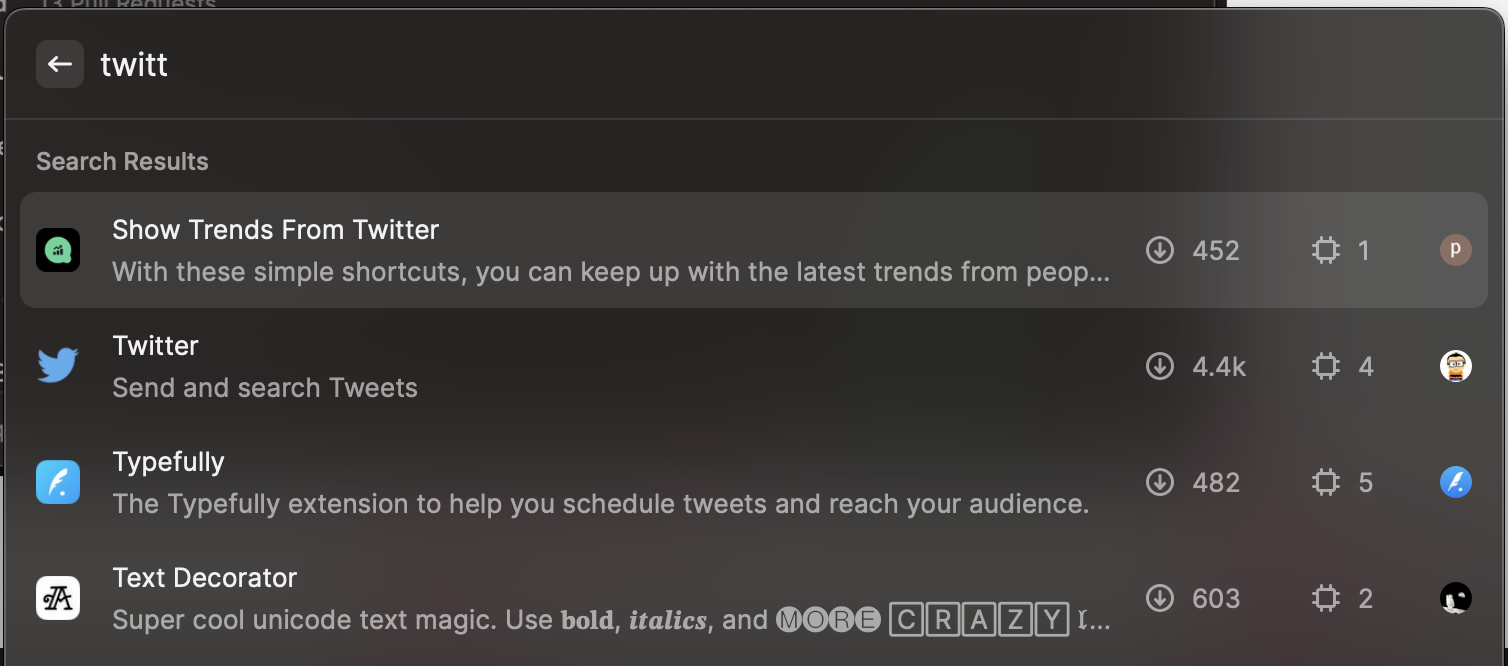 13 Pull Requests
twitt
Search Results
Show Trends From Twitter
With these simple shortcuts, you can keep up with the latest trends from peop...
452
1
p
Twitter
Send and search Tweets
4.4k
4
Typefully
The Typefully extension to help you schedule tweets and reach your audience.
482
5
Text Decorator
Super cool unicode text magic. Use 𝐛𝐨𝐥𝐝, 𝒊𝒕𝒂𝒍𝒊𝒄𝒔, and 🅜🅞🅡🅔 🄲🅁🄰🅉🅈 𝔩...
603
2